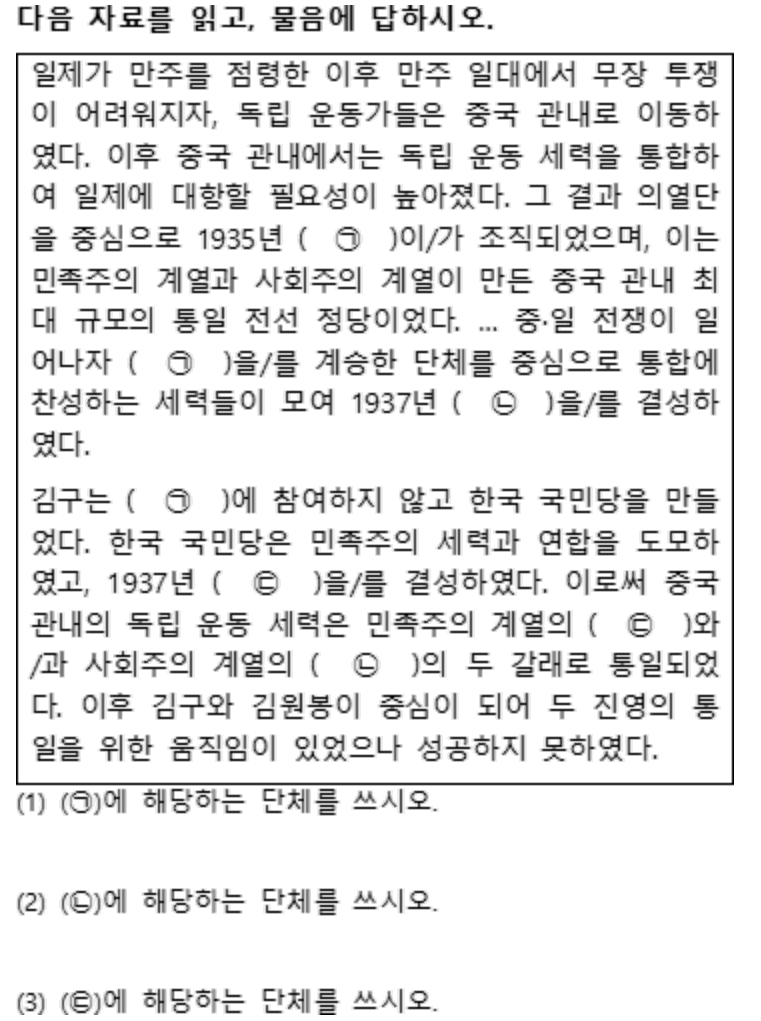 다음 자료를 읽고, 물음에 답하시오.
일제가 만주를 점령한 이후 만주 일대에서 무장 투쟁
이 어려워지자, 독립 운동가들은 중국 관내로 이동하
였다. 이후 중국 관내에서는 독립 운동 세력을 통합하
여 일제에 대항할 필요성이 높아졌다. 그 결과 의열단
을 중심으로 1935년 ( ㉠ )이/가 조직되었으며, 이는
민족주의 계열과 사회주의 계열이 만든 중국 관내 최
대 규모의 통일 전선 정당이었다. ... 중·일 전쟁이 일
어나자 ( ㉠ )을/를 계승한 단체를 중심으로 통합에
찬성하는 세력들이 모여 1937년 ( ㉡ )을/를 결성하
였다.
김구는 ( ㉠ )에 참여하지 않고 한국 국민당을 만들
었다. 한국 국민당은 민족주의 세력과 연합을 도모하
였고, 1937년 ( ㉢ )을/를 결성하였다. 이로써 중국
관내의 독립 운동 세력은 민족주의 계열의 ( ㉢ )와
/과 사회주의 계열의 ( ㉡ )의 두 갈래로 통일되었
다. 이후 김구와 김원봉이 중심이 되어 두 진영의 통
일을 위한 움직임이 있었으나 성공하지 못하였다.
(1) (㉠)에 해당하는 단체를 쓰시오.
(2) (㉡)에 해당하는 단체를 쓰시오.
(3) (㉢)에 해당하는 단체를 쓰시오.